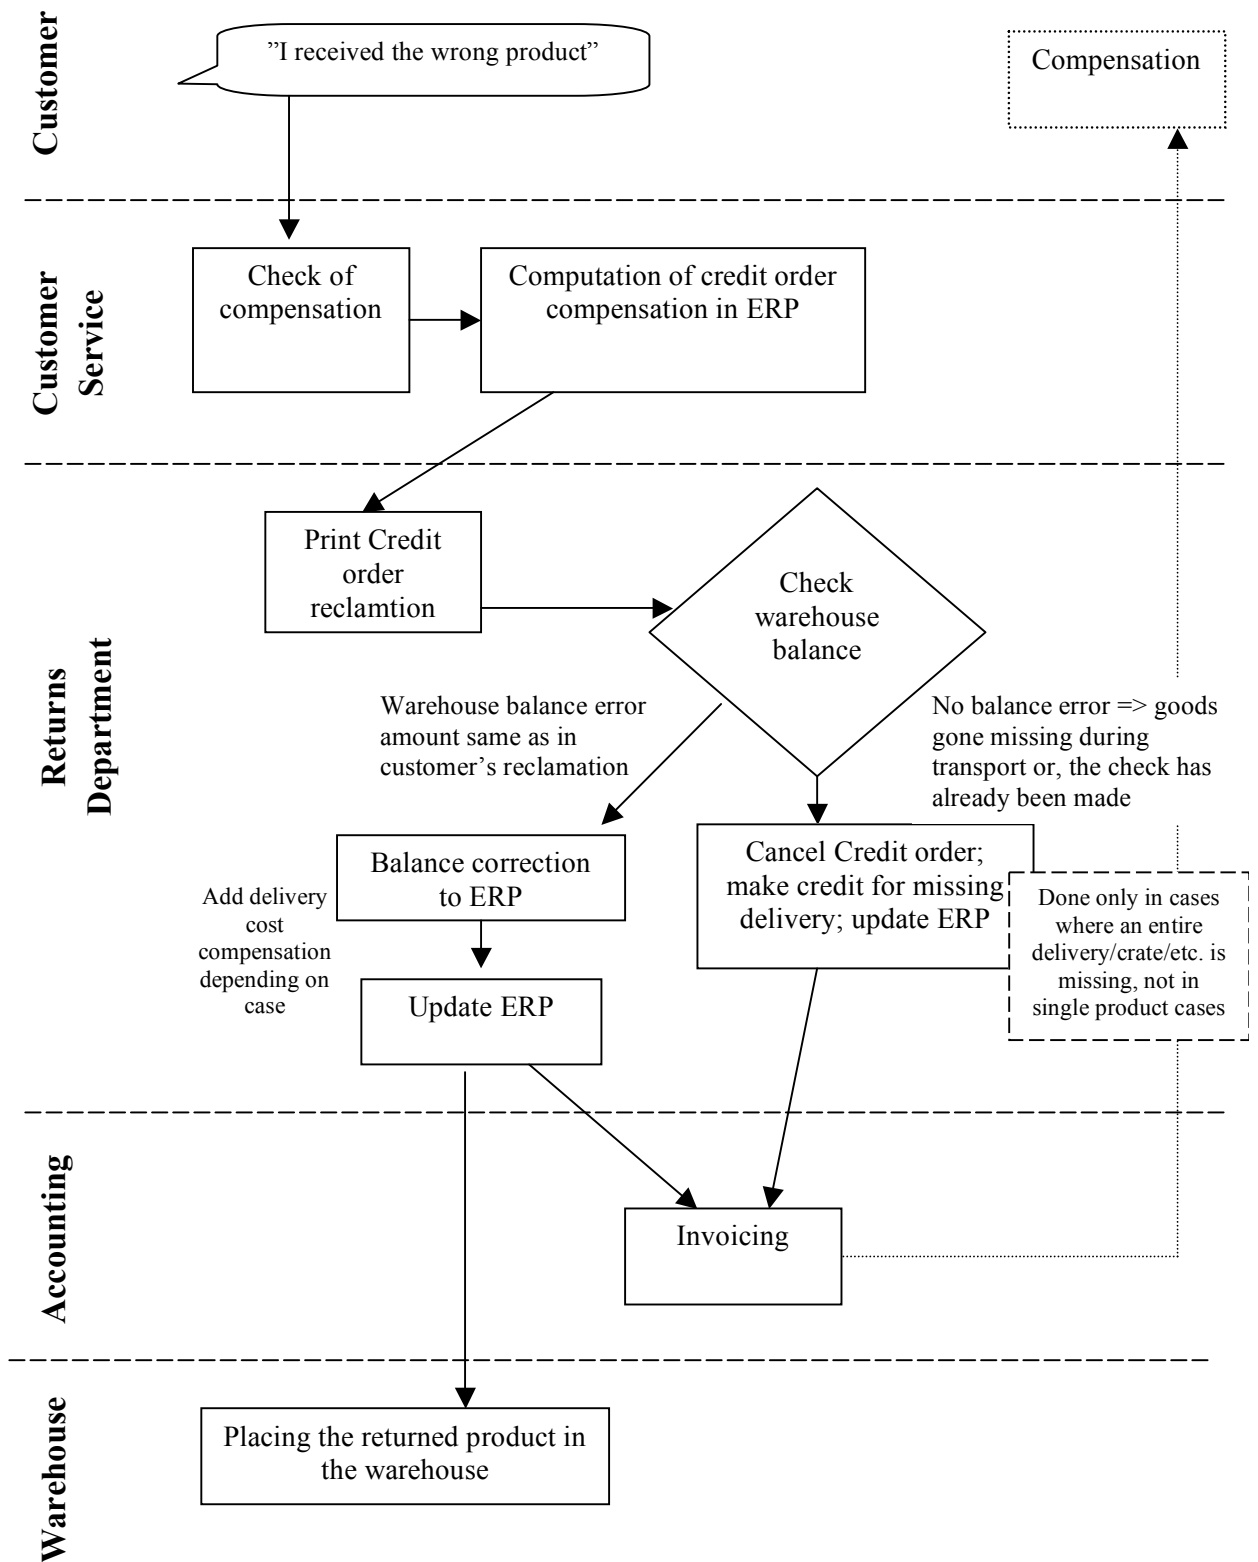 Customer
”I received the wrong product”
Compensation
Customer
Service
Check of
compensation
Computation of credit order
compensation in ERP
Returns
Department
Print Credit
order
reclamtion
Check
warehouse
balance
Warehouse balance error
amount same as in
customer’s reclamation
No balance error => goods
gone missing during
transport or, the check has
already been made
Balance correction
to ERP
Cancel Credit order;
make credit for missing
delivery; update ERP
Add delivery
cost
compensation
depending on
case
Done only in cases
where an entire
delivery/crate/etc. is
missing, not in
single product cases
Update ERP
Accounting
Invoicing
Warehouse
Placing the returned product in
the warehouse